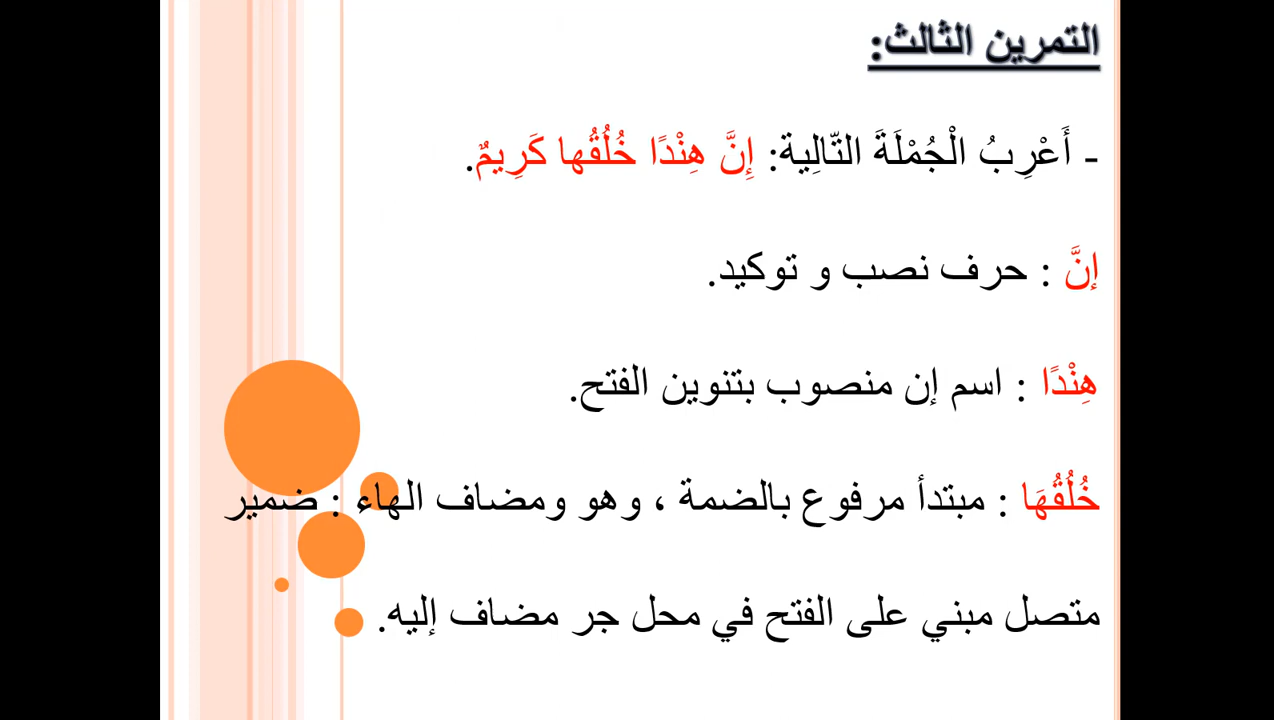 التمرين الثالث:
- أَعْرِبُ الْجُمْلَةَ التّالِية: إِنَّ هِنْدًا خُلُقُها كَرِيمٌ.
إنَّ : حرف نصب و توكيد.
هِنْدًا : اسم إن منصوب بتنوين الفتح.
خُلُقُهَا : مبتدأ مرفوع بالضمة ، وهو ومضاف الهاء : ضمير
متصل مبني على الفتح في محل جر مضاف إليه.